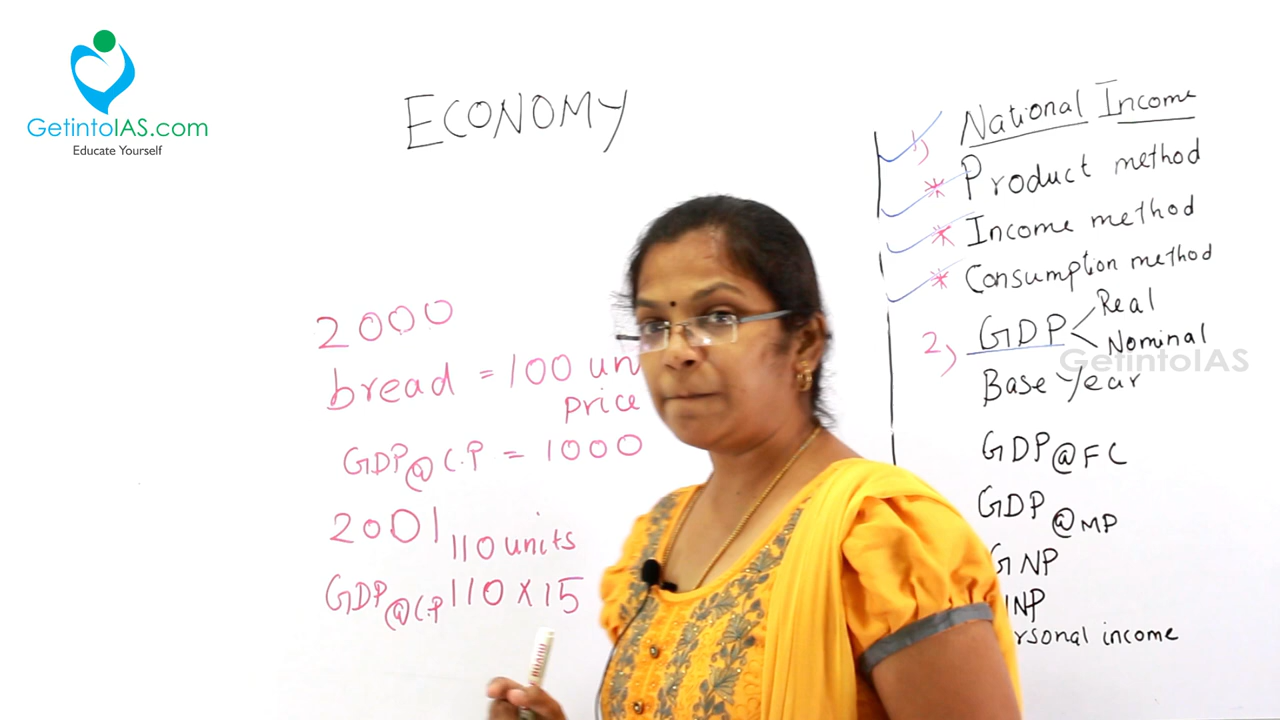 GetintoIAS.com
Educate Yourself
ECONOMY
2000
bread = 100 un
price
GDP@C.P = 1000
2001 110 units
GDP@C.P 110 x 15
1) National Income
* Product method
* Income method
* Consumption method
2) GDP < Real
Nominal
GetintoIAS
Base Year
GDP@FC
GDP@MP
GNP
NP
rsonal income